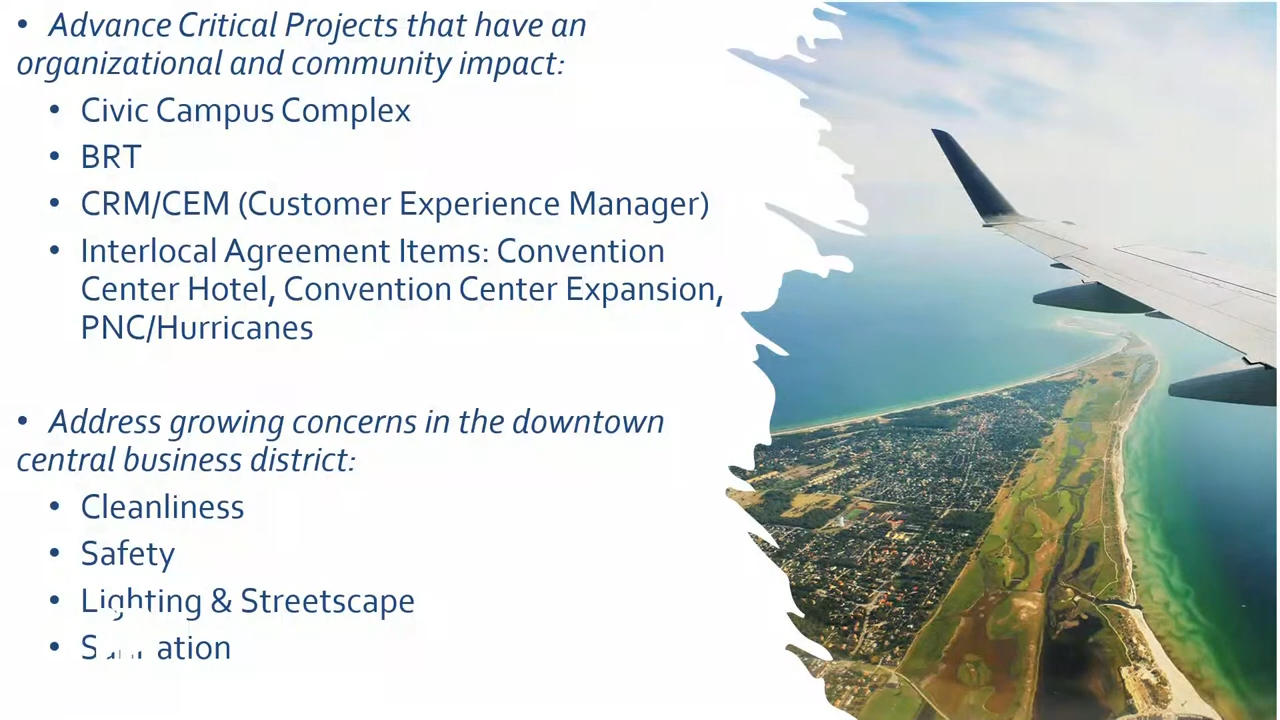 • Advance Critical Projects that have an
organizational and community impact:
• Civic Campus Complex
• BRT
• CRM/CEM (Customer Experience Manager)
• Interlocal Agreement Items: Convention
Center Hotel, Convention Center Expansion,
PNC/Hurricanes
• Address growing concerns in the downtown
central business district:
• Cleanliness
• Safety
• Lighting & Streetscape